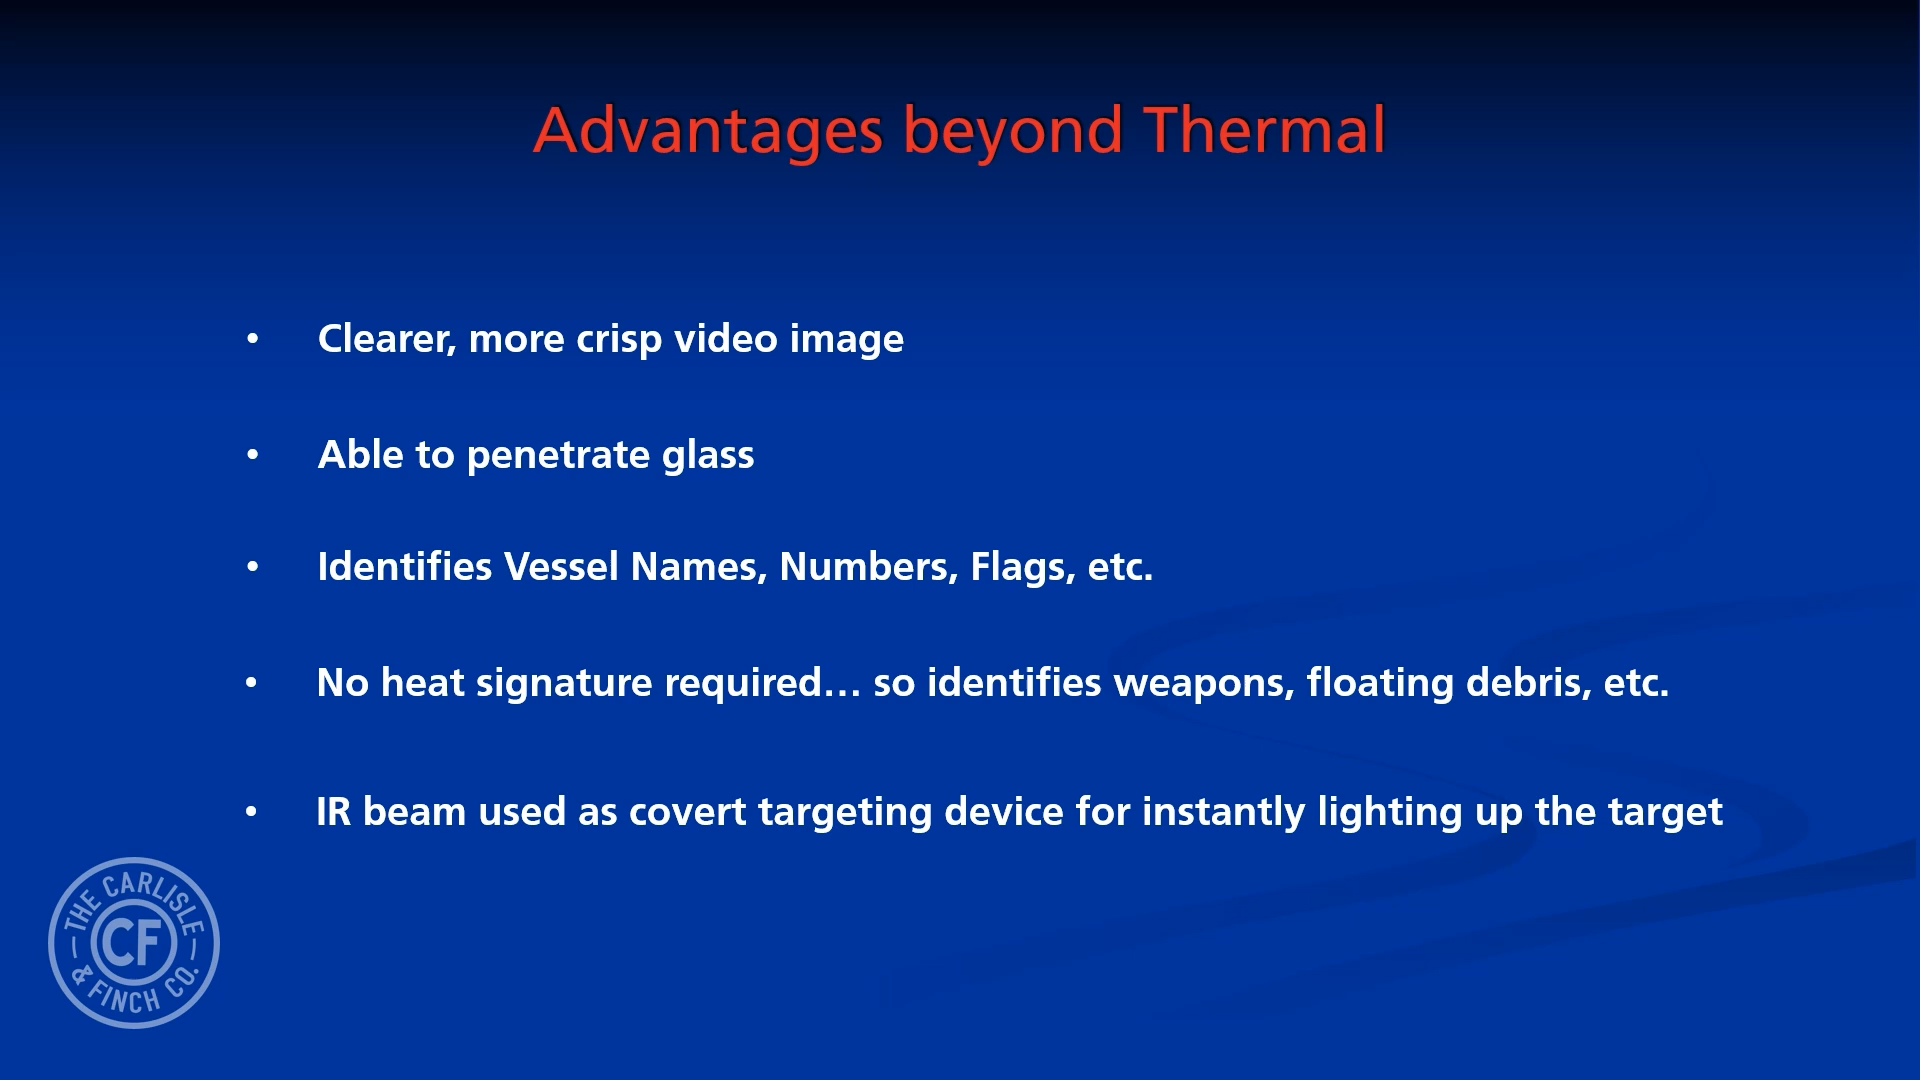 Advantages beyond Thermal
• Clearer, more crisp video image
• Able to penetrate glass
• Identifies Vessel Names, Numbers, Flags, etc.
• No heat signature required... so identifies weapons, floating debris, etc.
• IR beam used as covert targeting device for instantly lighting up the target
THE CARLISLE
CF
& FINCH CO.